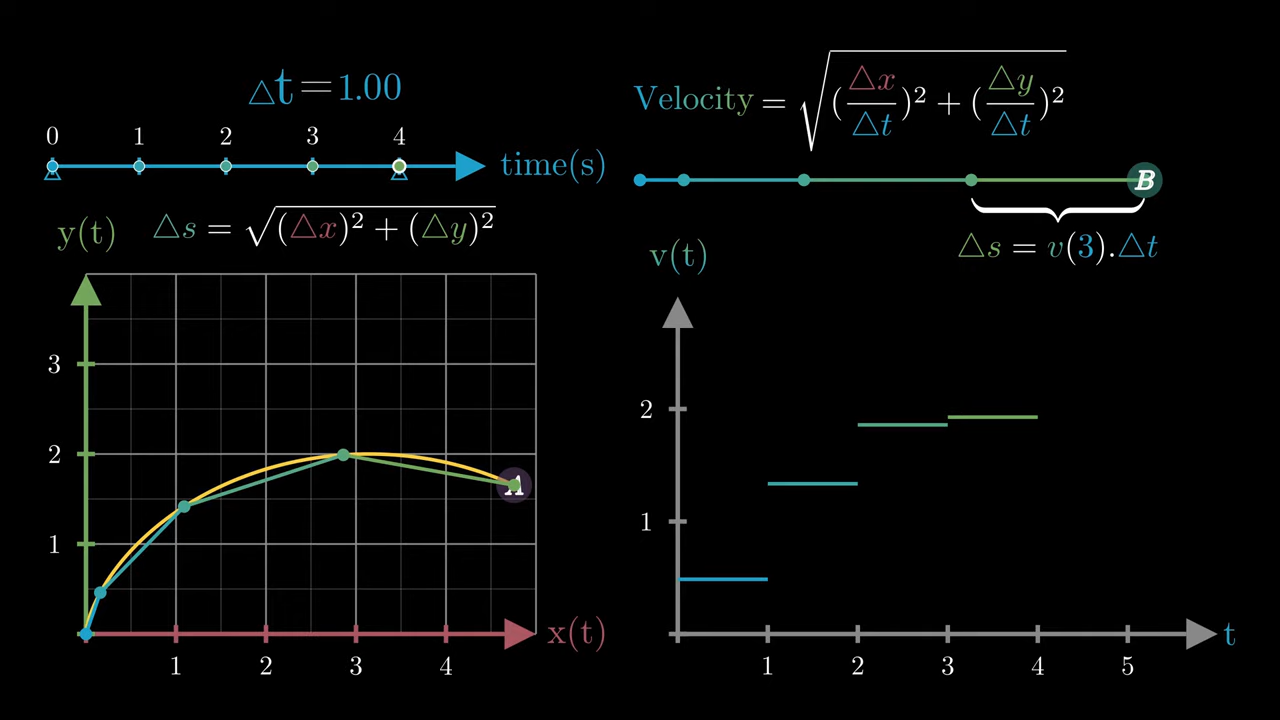 △t=1.00
0 1 2 3 4
time(s)
y(t) △s = √(△x)² + (△y)²
3
2
1
A
1 2 3 4
x(t)
Velocity = √(△x/△t)² + (△y/△t)²
B
△s = v(3).△t
v(t)
2
1
1 2 3 4 5
t